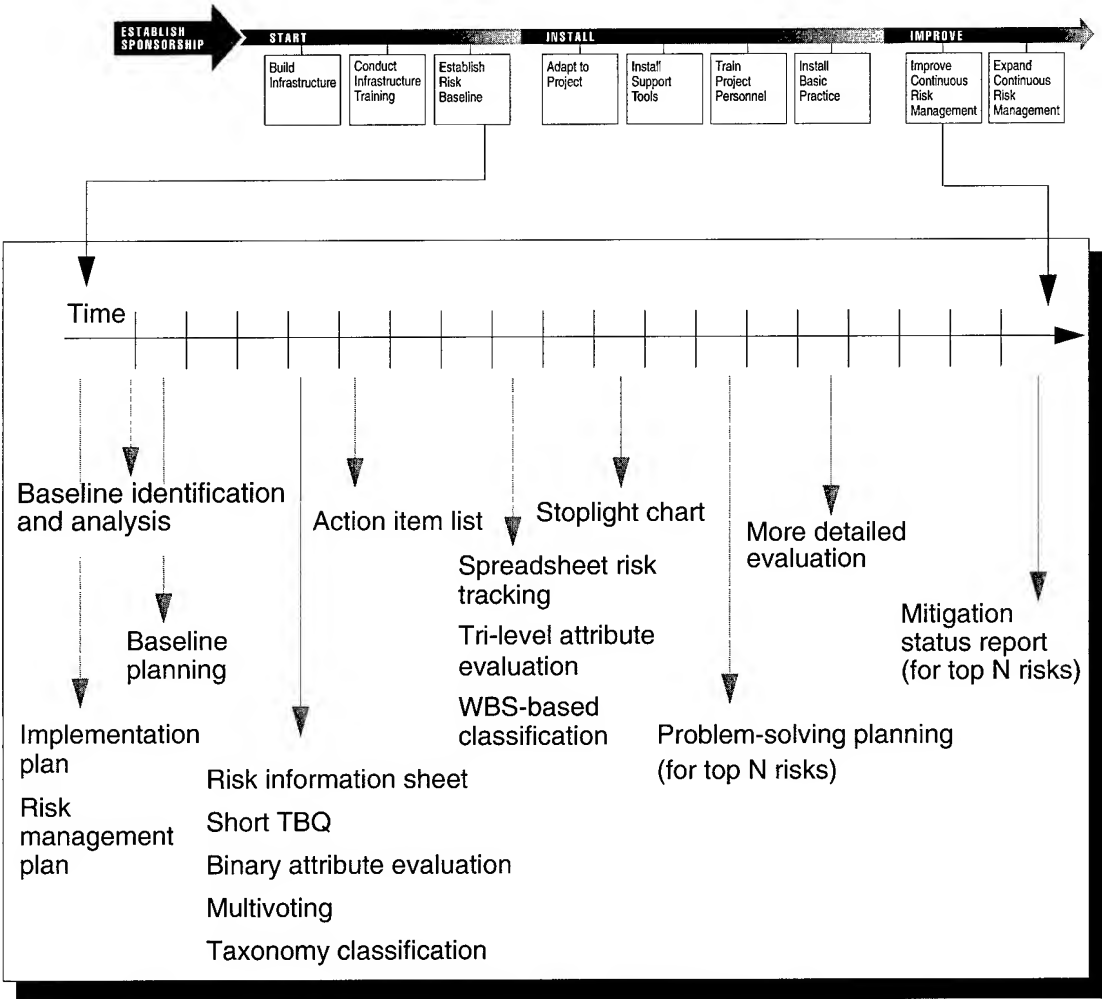 ESTABLISH
SPONSORSHIP
START
INSTALL
IMPROVE
Build
Infrastructure
Conduct
Infrastructure
Training
Establish
Risk
Baseline
Adapt to
Project
Install
Support
Tools
Train
Project
Personnel
Install
Basic
Practice
Improve
Continuous
Risk
Management
Expand
Continuous
Risk
Management
Time
Baseline identification
and analysis
Action item list
Stoplight chart
More detailed
evaluation
Spreadsheet risk
tracking
Tri-level attribute
evaluation
WBS-based
classification
Baseline
planning
Mitigation
status report
(for top N risks)
Implementation
plan
Risk
management
plan
Problem-solving planning
(for top N risks)
Risk information sheet
Short TBQ
Binary attribute evaluation
Multivoting
Taxonomy classification